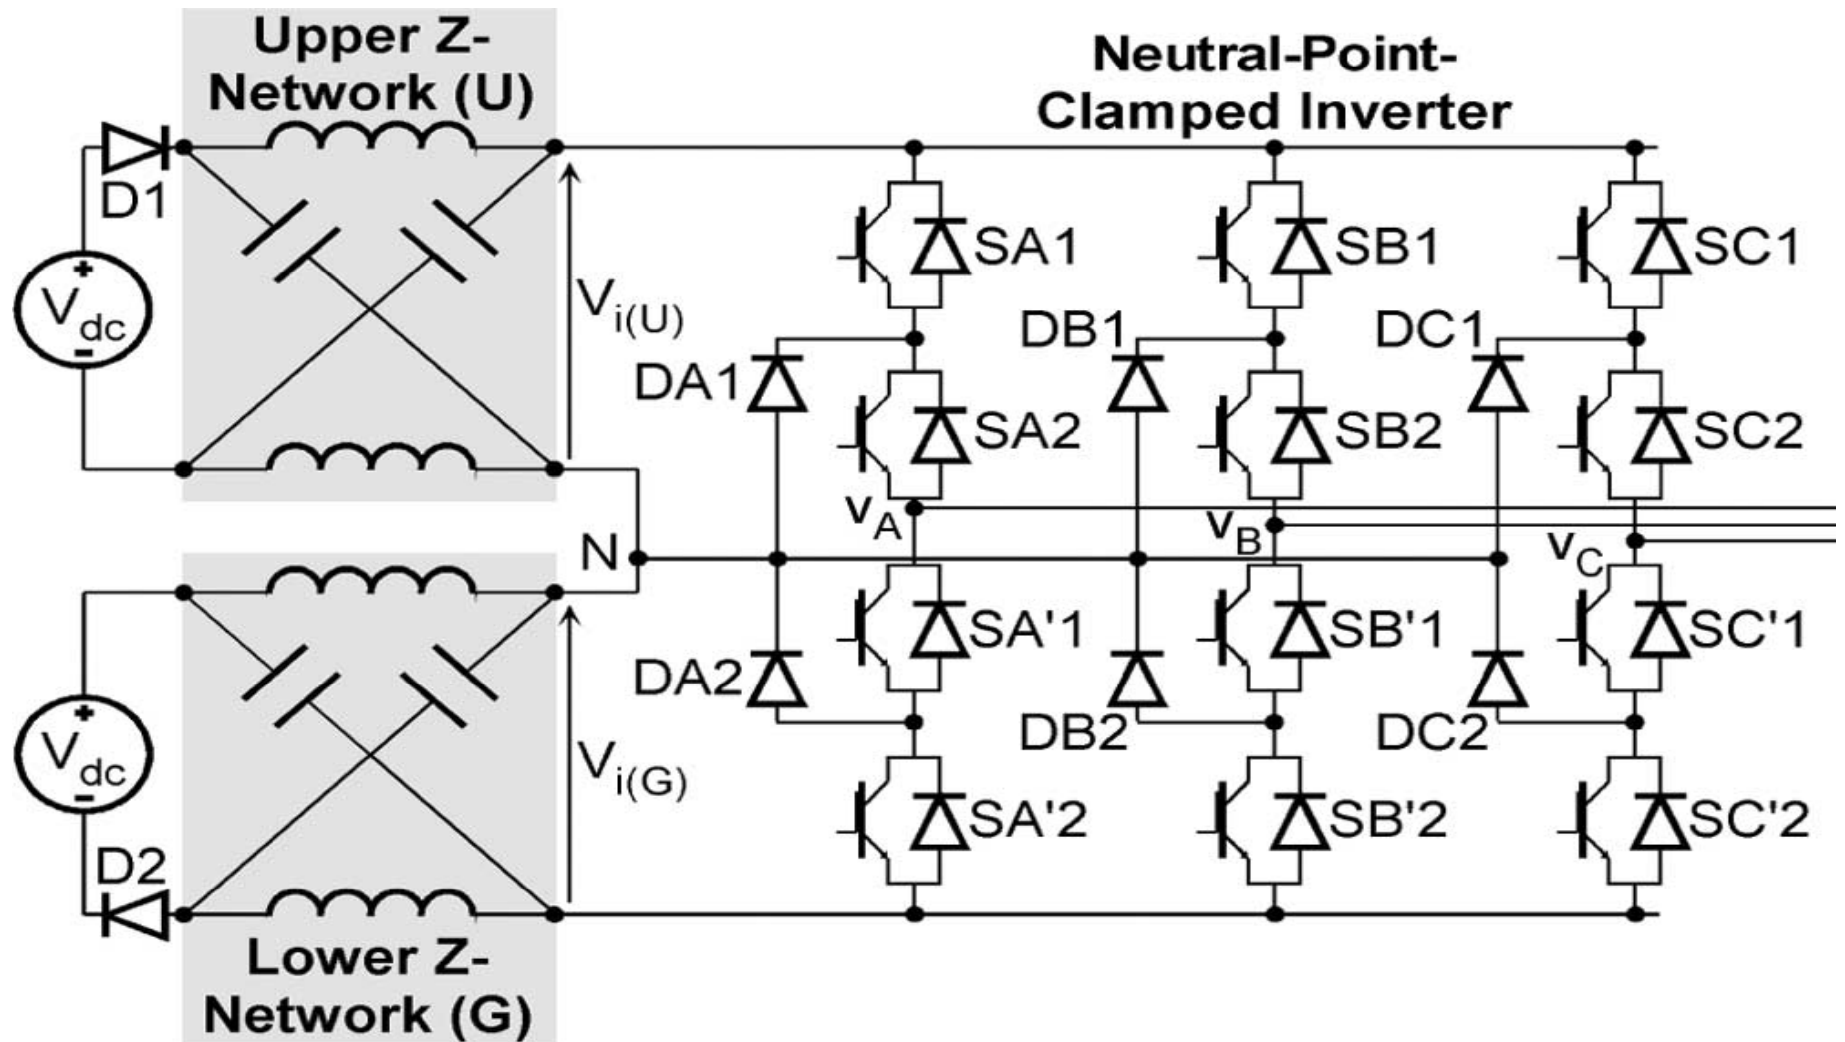 Upper Z-
Network (U)
Neutral-Point-
Clamped Inverter
D1
+
Vdc
-
Vi(U)
SA1
SB1
SC1
DA1
DB1
DC1
SA2
SB2
SC2
vA
vB
vC
N
+
Vdc
-
D2
Vi(G)
SA'1
SB'1
SC'1
DA2
DB2
DC2
SA'2
SB'2
SC'2
Lower Z-
Network (G)